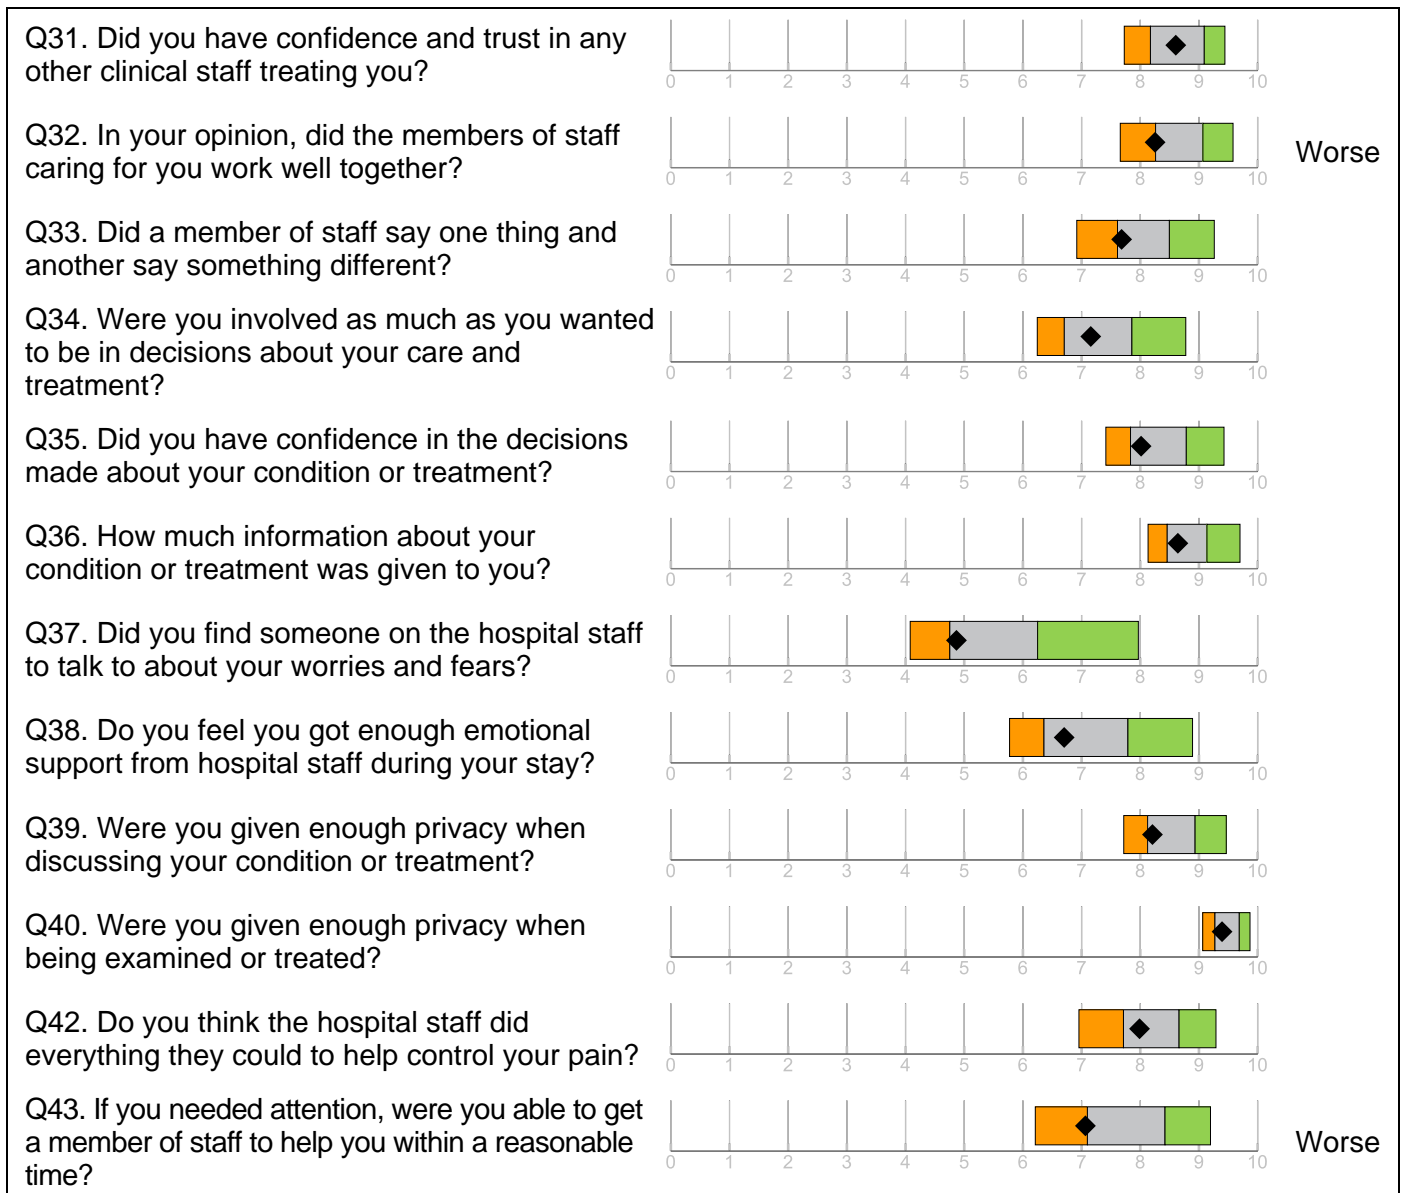 Q31. Did you have confidence and trust in any
other clinical staff treating you?
0 1 2 3 4 5 6 7 8 9 10
Q32. In your opinion, did the members of staff
caring for you work well together?
Worse
0 1 2 3 4 5 6 7 8 9 10
Q33. Did a member of staff say one thing and
another say something different?
0 1 2 3 4 5 6 7 8 9 10
Q34. Were you involved as much as you wanted
to be in decisions about your care and
treatment?
0 1 2 3 4 5 6 7 8 9 10
Q35. Did you have confidence in the decisions
made about your condition or treatment?
0 1 2 3 4 5 6 7 8 9 10
Q36. How much information about your
condition or treatment was given to you?
0 1 2 3 4 5 6 7 8 9 10
Q37. Did you find someone on the hospital staff
to talk to about your worries and fears?
0 1 2 3 4 5 6 7 8 9 10
Q38. Do you feel you got enough emotional
support from hospital staff during your stay?
0 1 2 3 4 5 6 7 8 9 10
Q39. Were you given enough privacy when
discussing your condition or treatment?
0 1 2 3 4 5 6 7 8 9 10
Q40. Were you given enough privacy when
being examined or treated?
0 1 2 3 4 5 6 7 8 9 10
Q42. Do you think the hospital staff did
everything they could to help control your pain?
0 1 2 3 4 5 6 7 8 9 10
Q43. If you needed attention, were you able to get
a member of staff to help you within a reasonable
time?
Worse
0 1 2 3 4 5 6 7 8 9 10